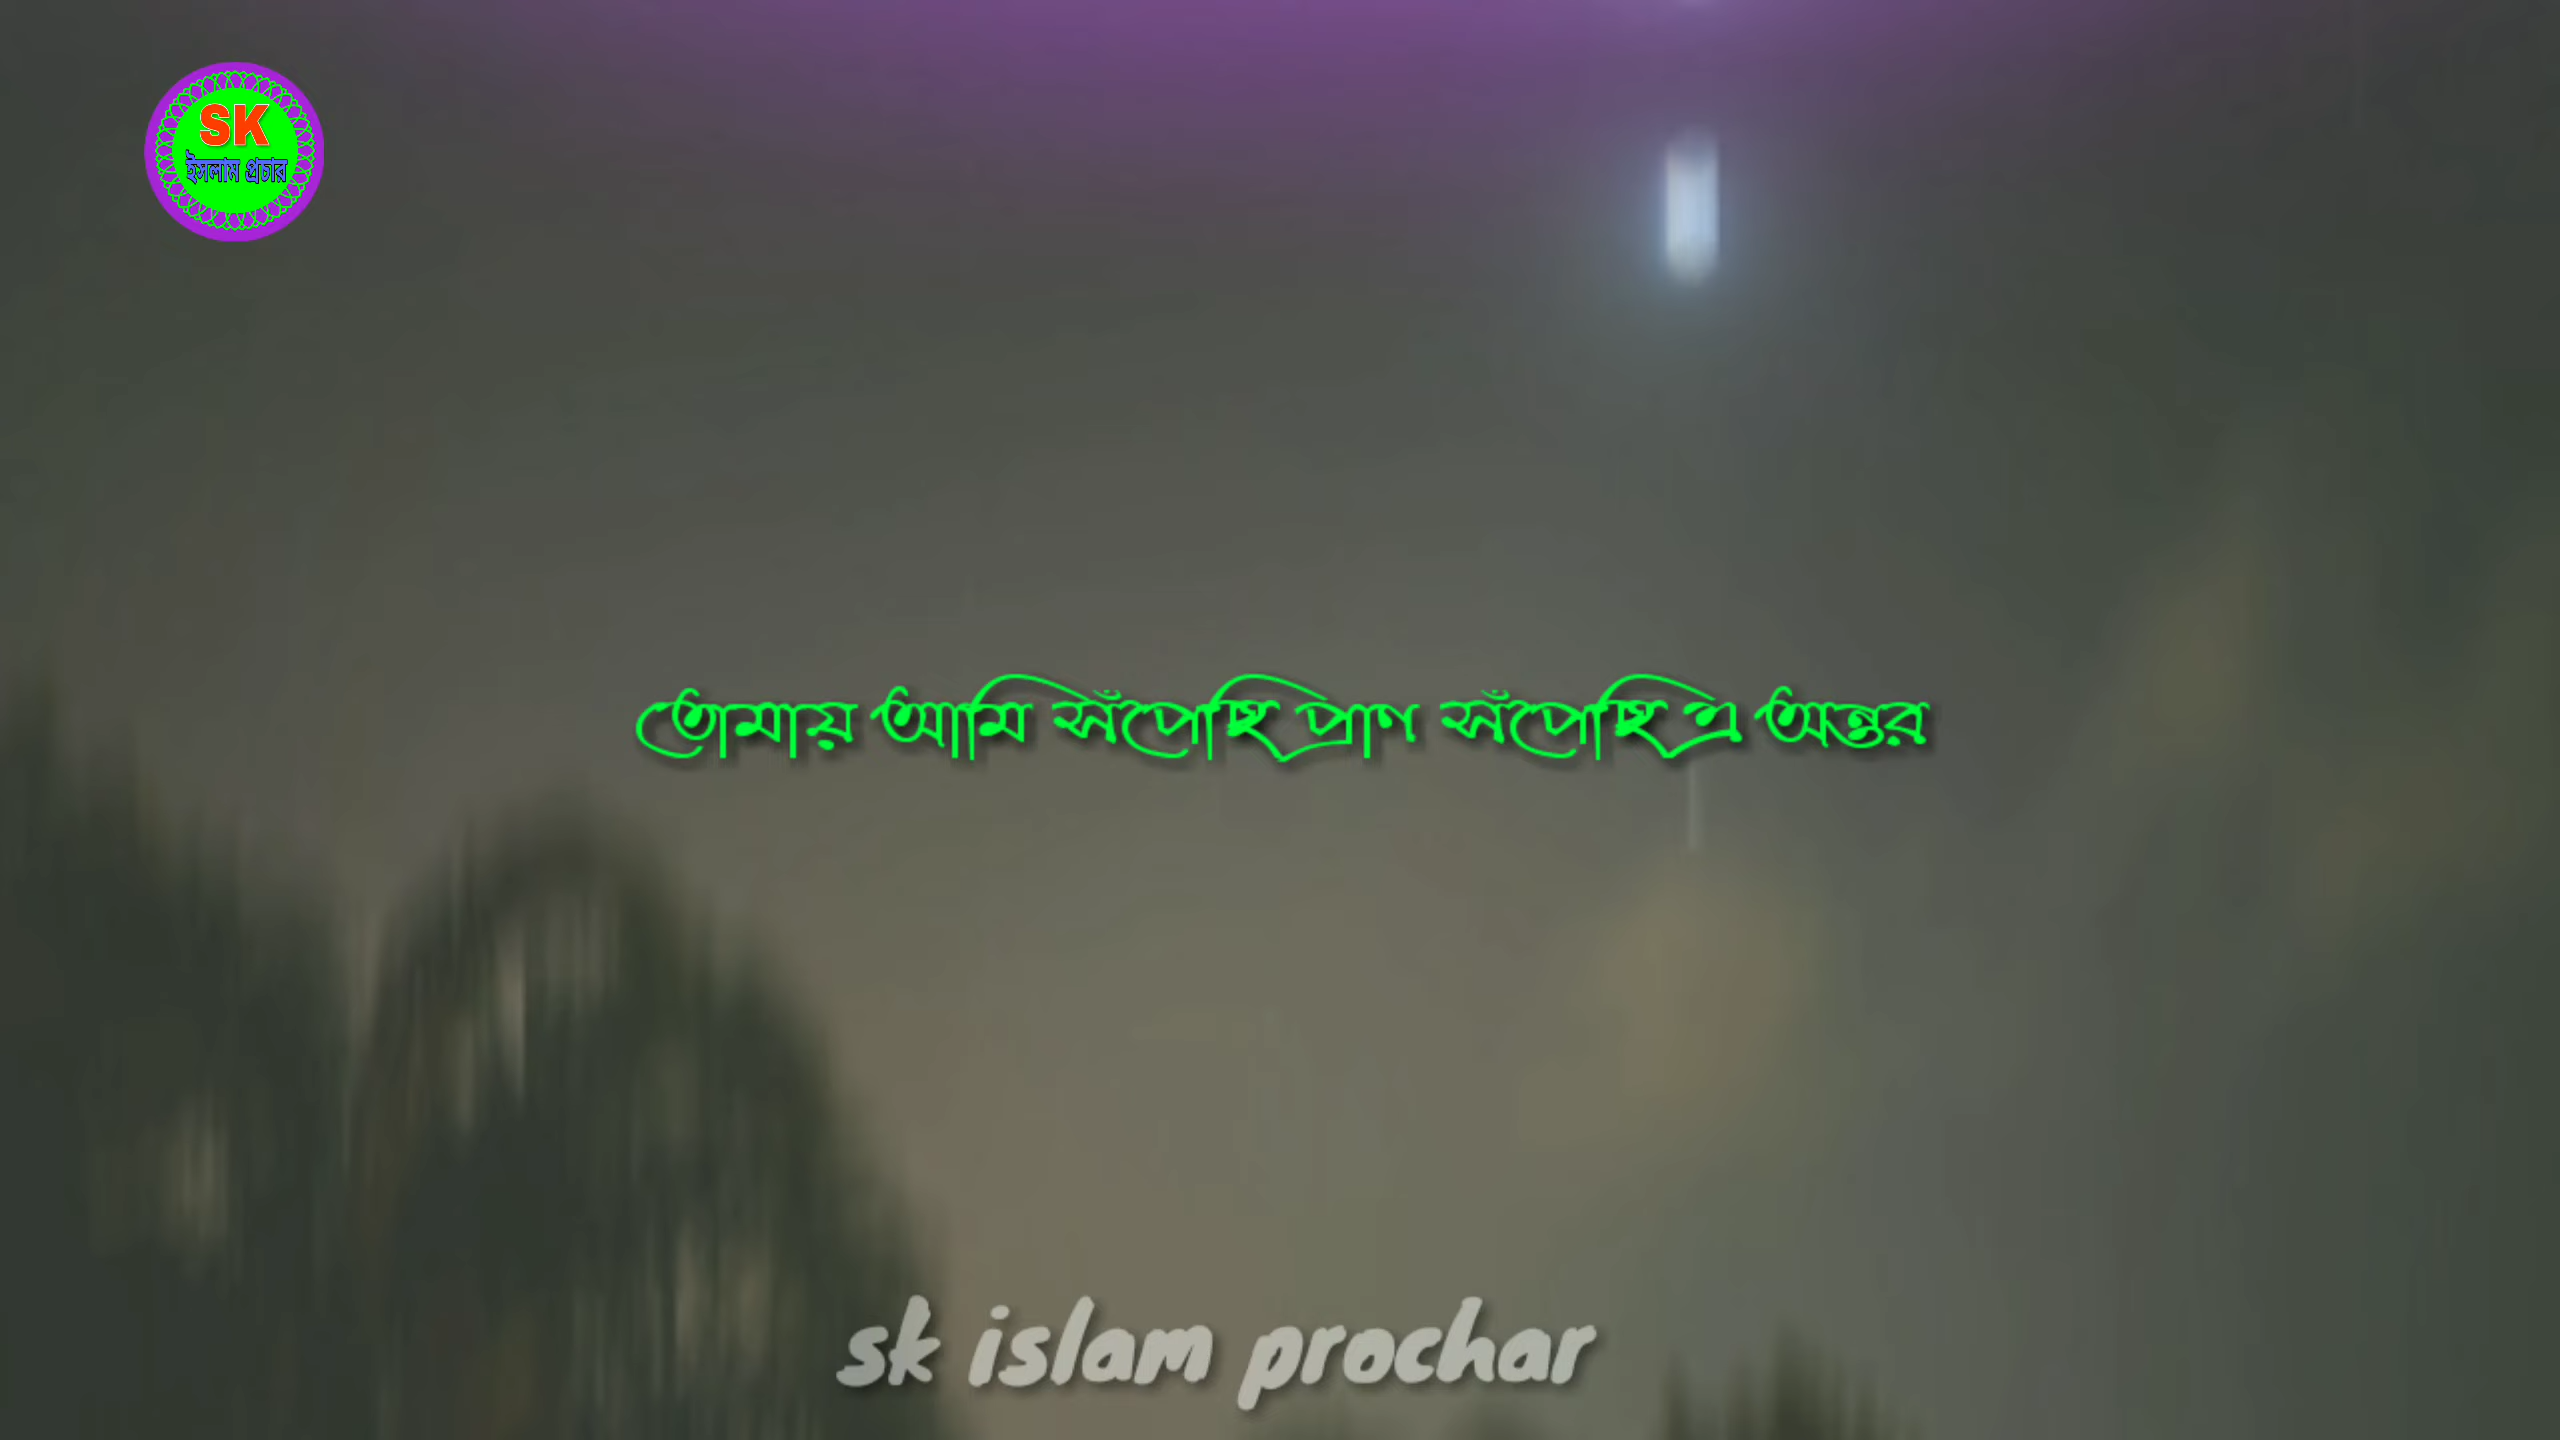 SK
ইসলাম প্রচার
তোমায় আমি সঁপেছি প্রাণ সঁপেছি এ অন্তর
sk islam prochar